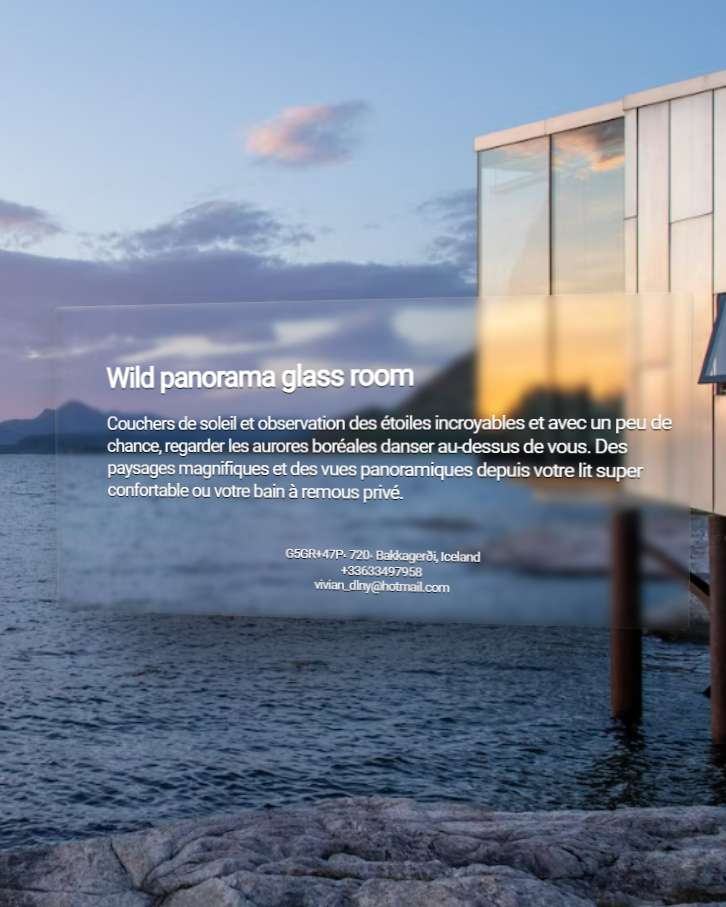 Wild panorama glass room
Couchers de soleil et observation des étoiles incroyables et avec un peu de
chance, regarder les aurores boréales danser au-dessus de vous. Des
paysages magnifiques et des vues panoramiques depuis votre lit super
confortable ou votre bain à remous privé.
G5GR+47P· 720· Bakkagerði, Iceland
+33633497958
vivian_dlny@hotmail.com